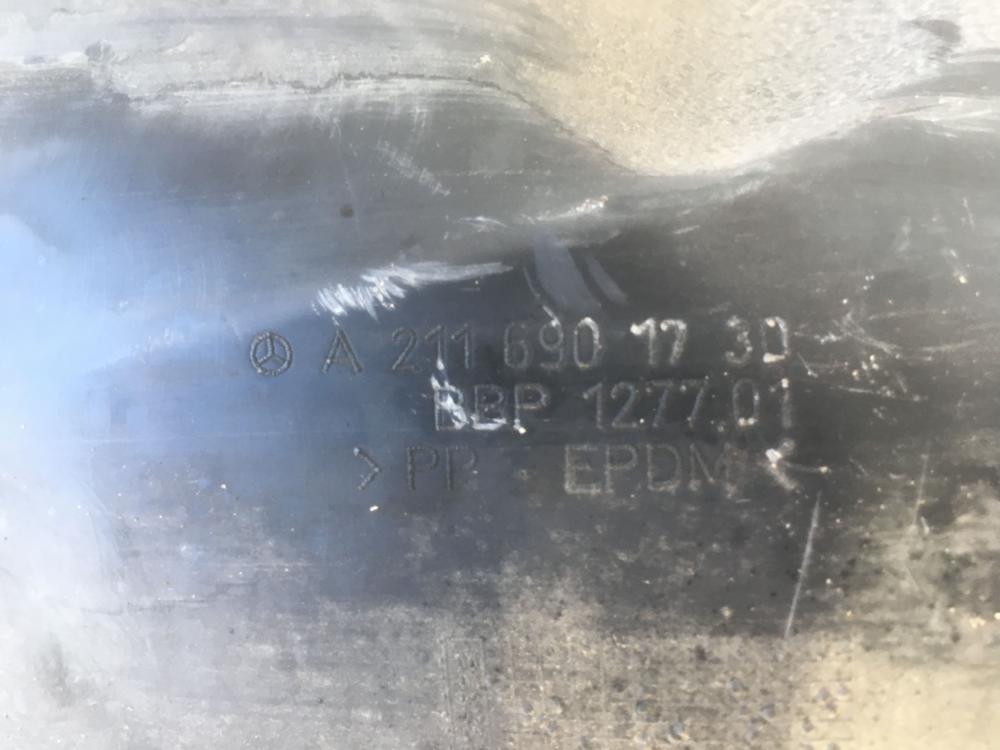 A 211 690 17 30
BBP 1277.01
>PP - EPDM<